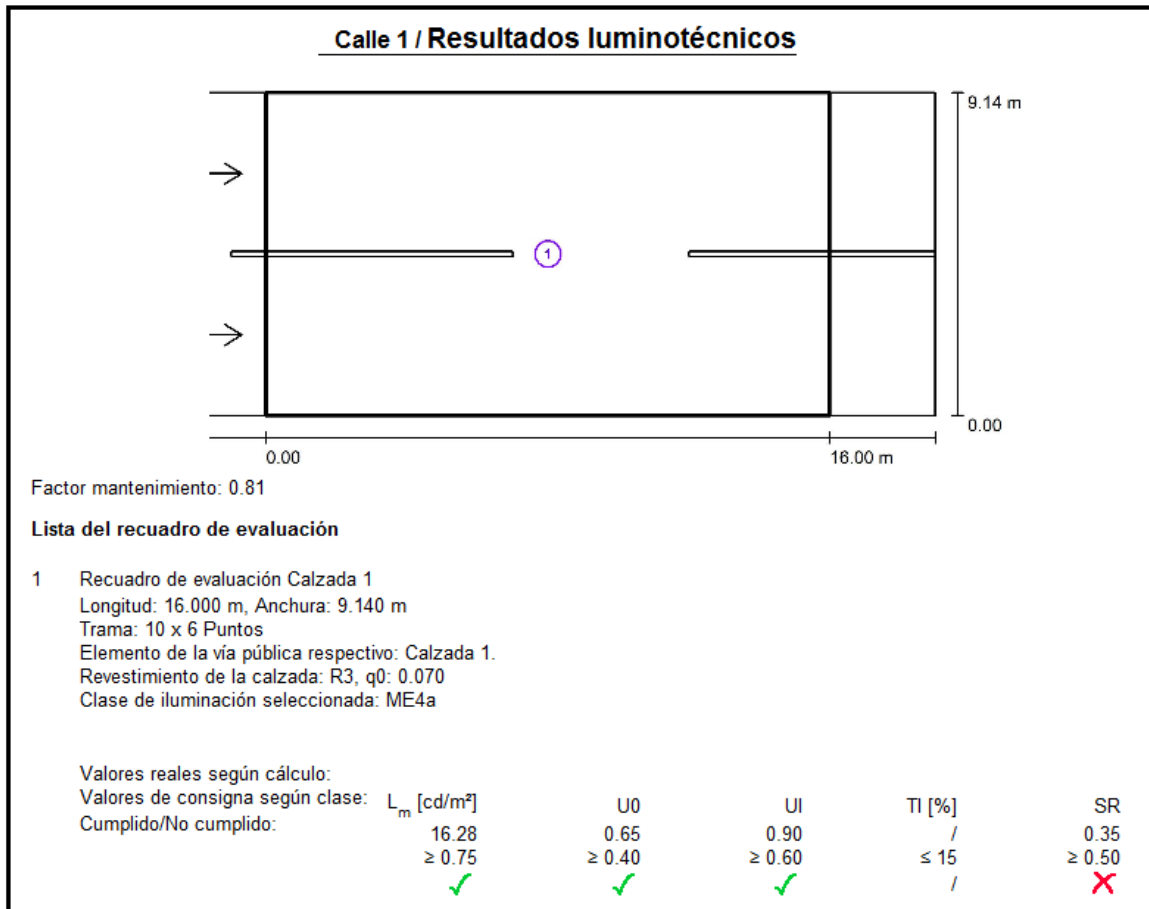 Calle 1 / Resultados luminotécnicos
9.14 m
1
0.00
0.00 16.00 m
Factor mantenimiento: 0.81
Lista del recuadro de evaluación
1 Recuadro de evaluación Calzada 1
Longitud: 16.000 m, Anchura: 9.140 m
Trama: 10 x 6 Puntos
Elemento de la vía pública respectivo: Calzada 1.
Revestimiento de la calzada: R3, q0: 0.070
Clase de iluminación seleccionada: ME4a
Valores reales según cálculo:
Valores de consigna según clase: Lm [cd/m²] U0 UI TI [%] SR
Cumplido/No cumplido:
16.28 0.65 0.90 / 0.35
≥ 0.75 ≥ 0.40 ≥ 0.60 ≤ 15 ≥ 0.50
✓ ✓ ✓ / ✗